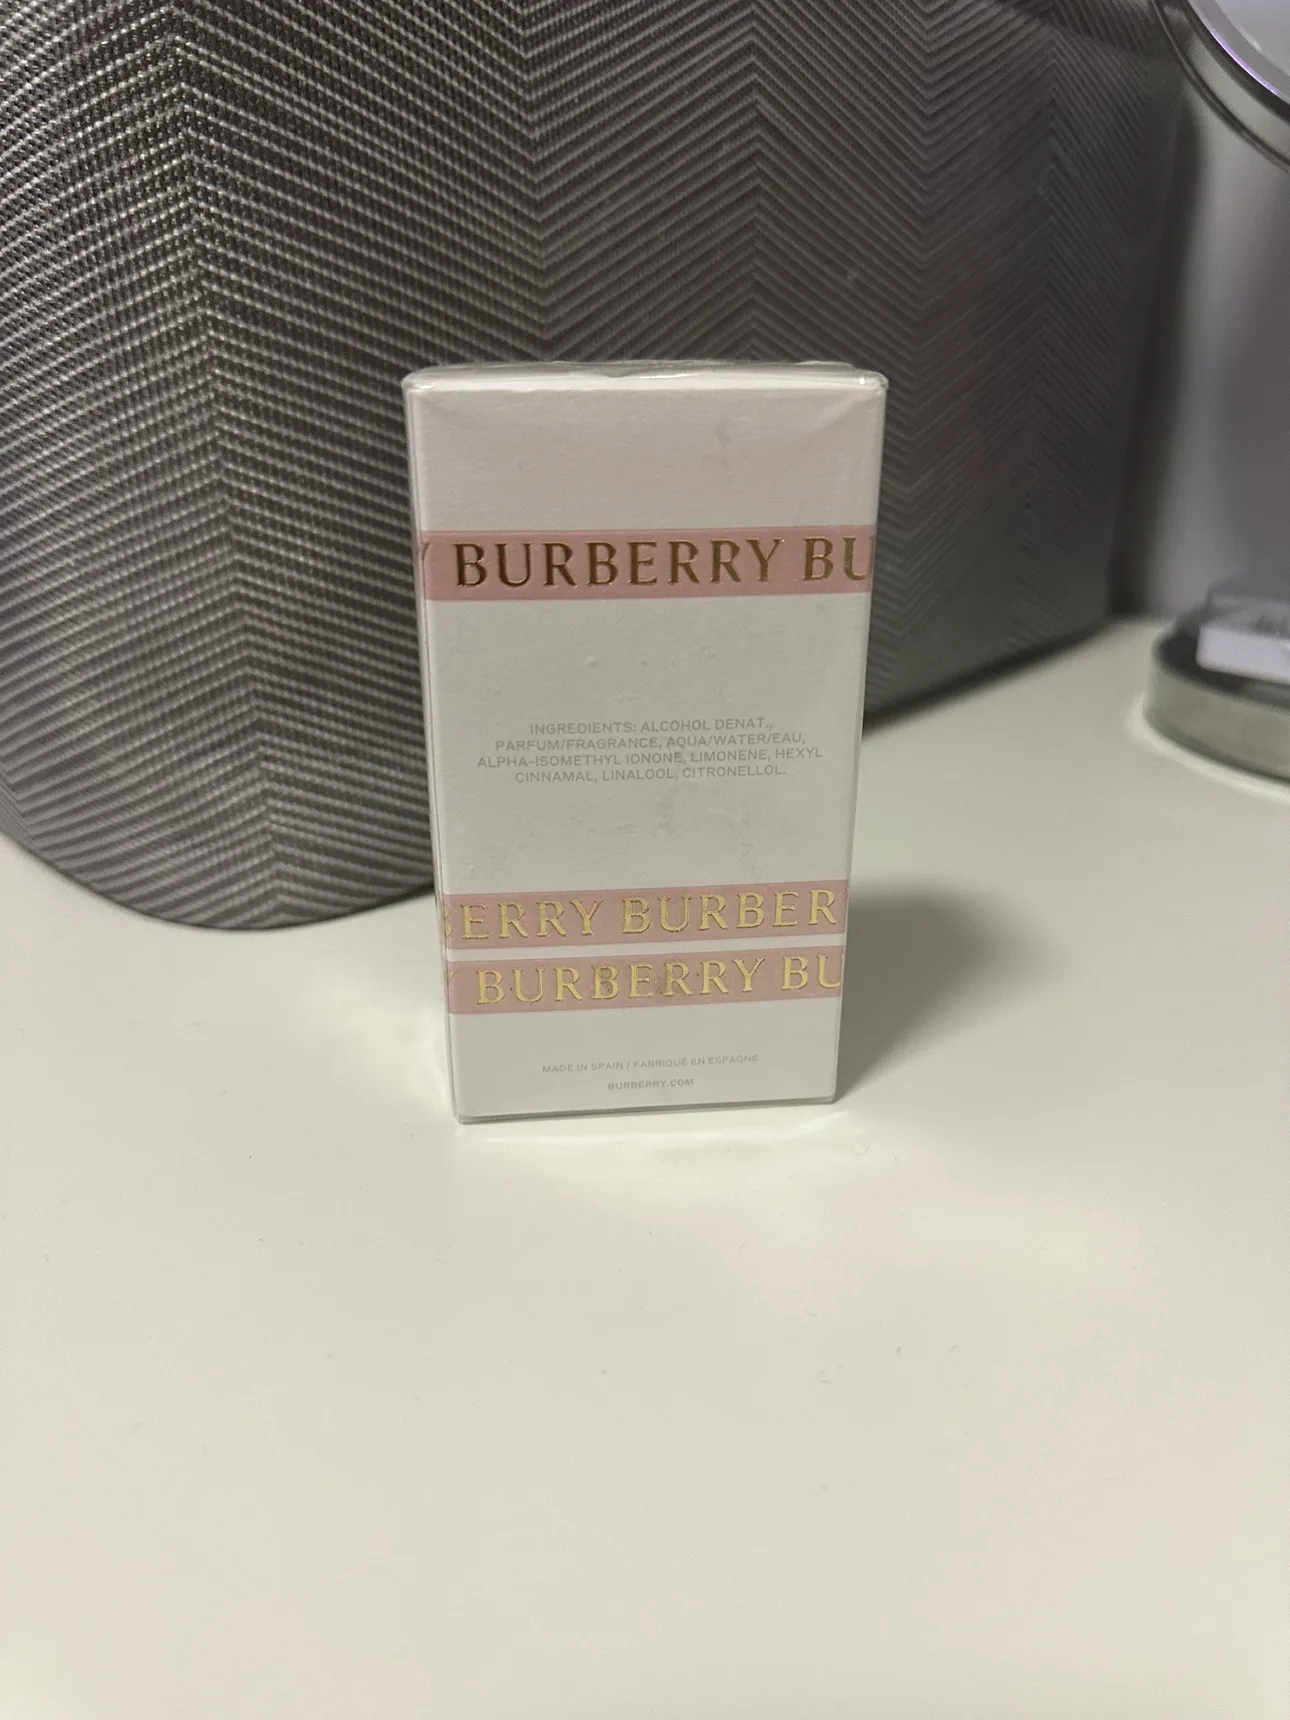 Y BURBERRY BU
INGREDIENTS: ALCOHOL DENAT.,
PARFUM/FRAGRANCE, AQUA/WATER/EAU,
ALPHA-ISOMETHYL IONONE, LIMONENE, HEXYL
CINNAMAL, LINALOOL, CITRONELLOL.
BERRY BURBER
Y BURBERRY BU
MADE IN SPAIN / FABRIQUÉ EN ESPAGNE
BURBERRY.COM